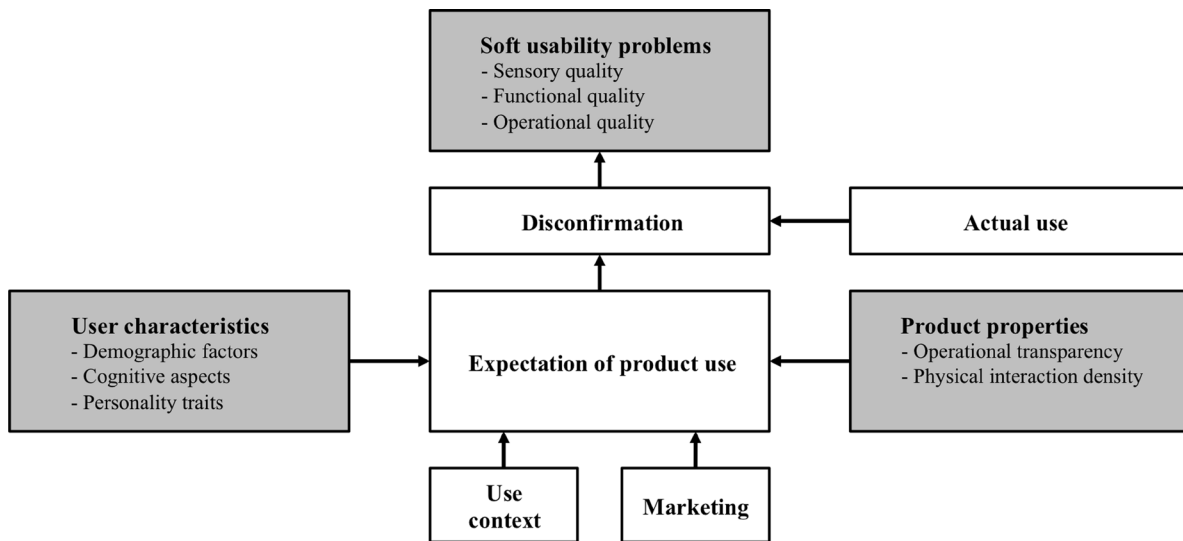 Soft usability problems
- Sensory quality
- Functional quality
- Operational quality
Disconfirmation
Actual use
User characteristics
- Demographic factors
- Cognitive aspects
- Personality traits
Expectation of product use
Product properties
- Operational transparency
- Physical interaction density
Use
context
Marketing